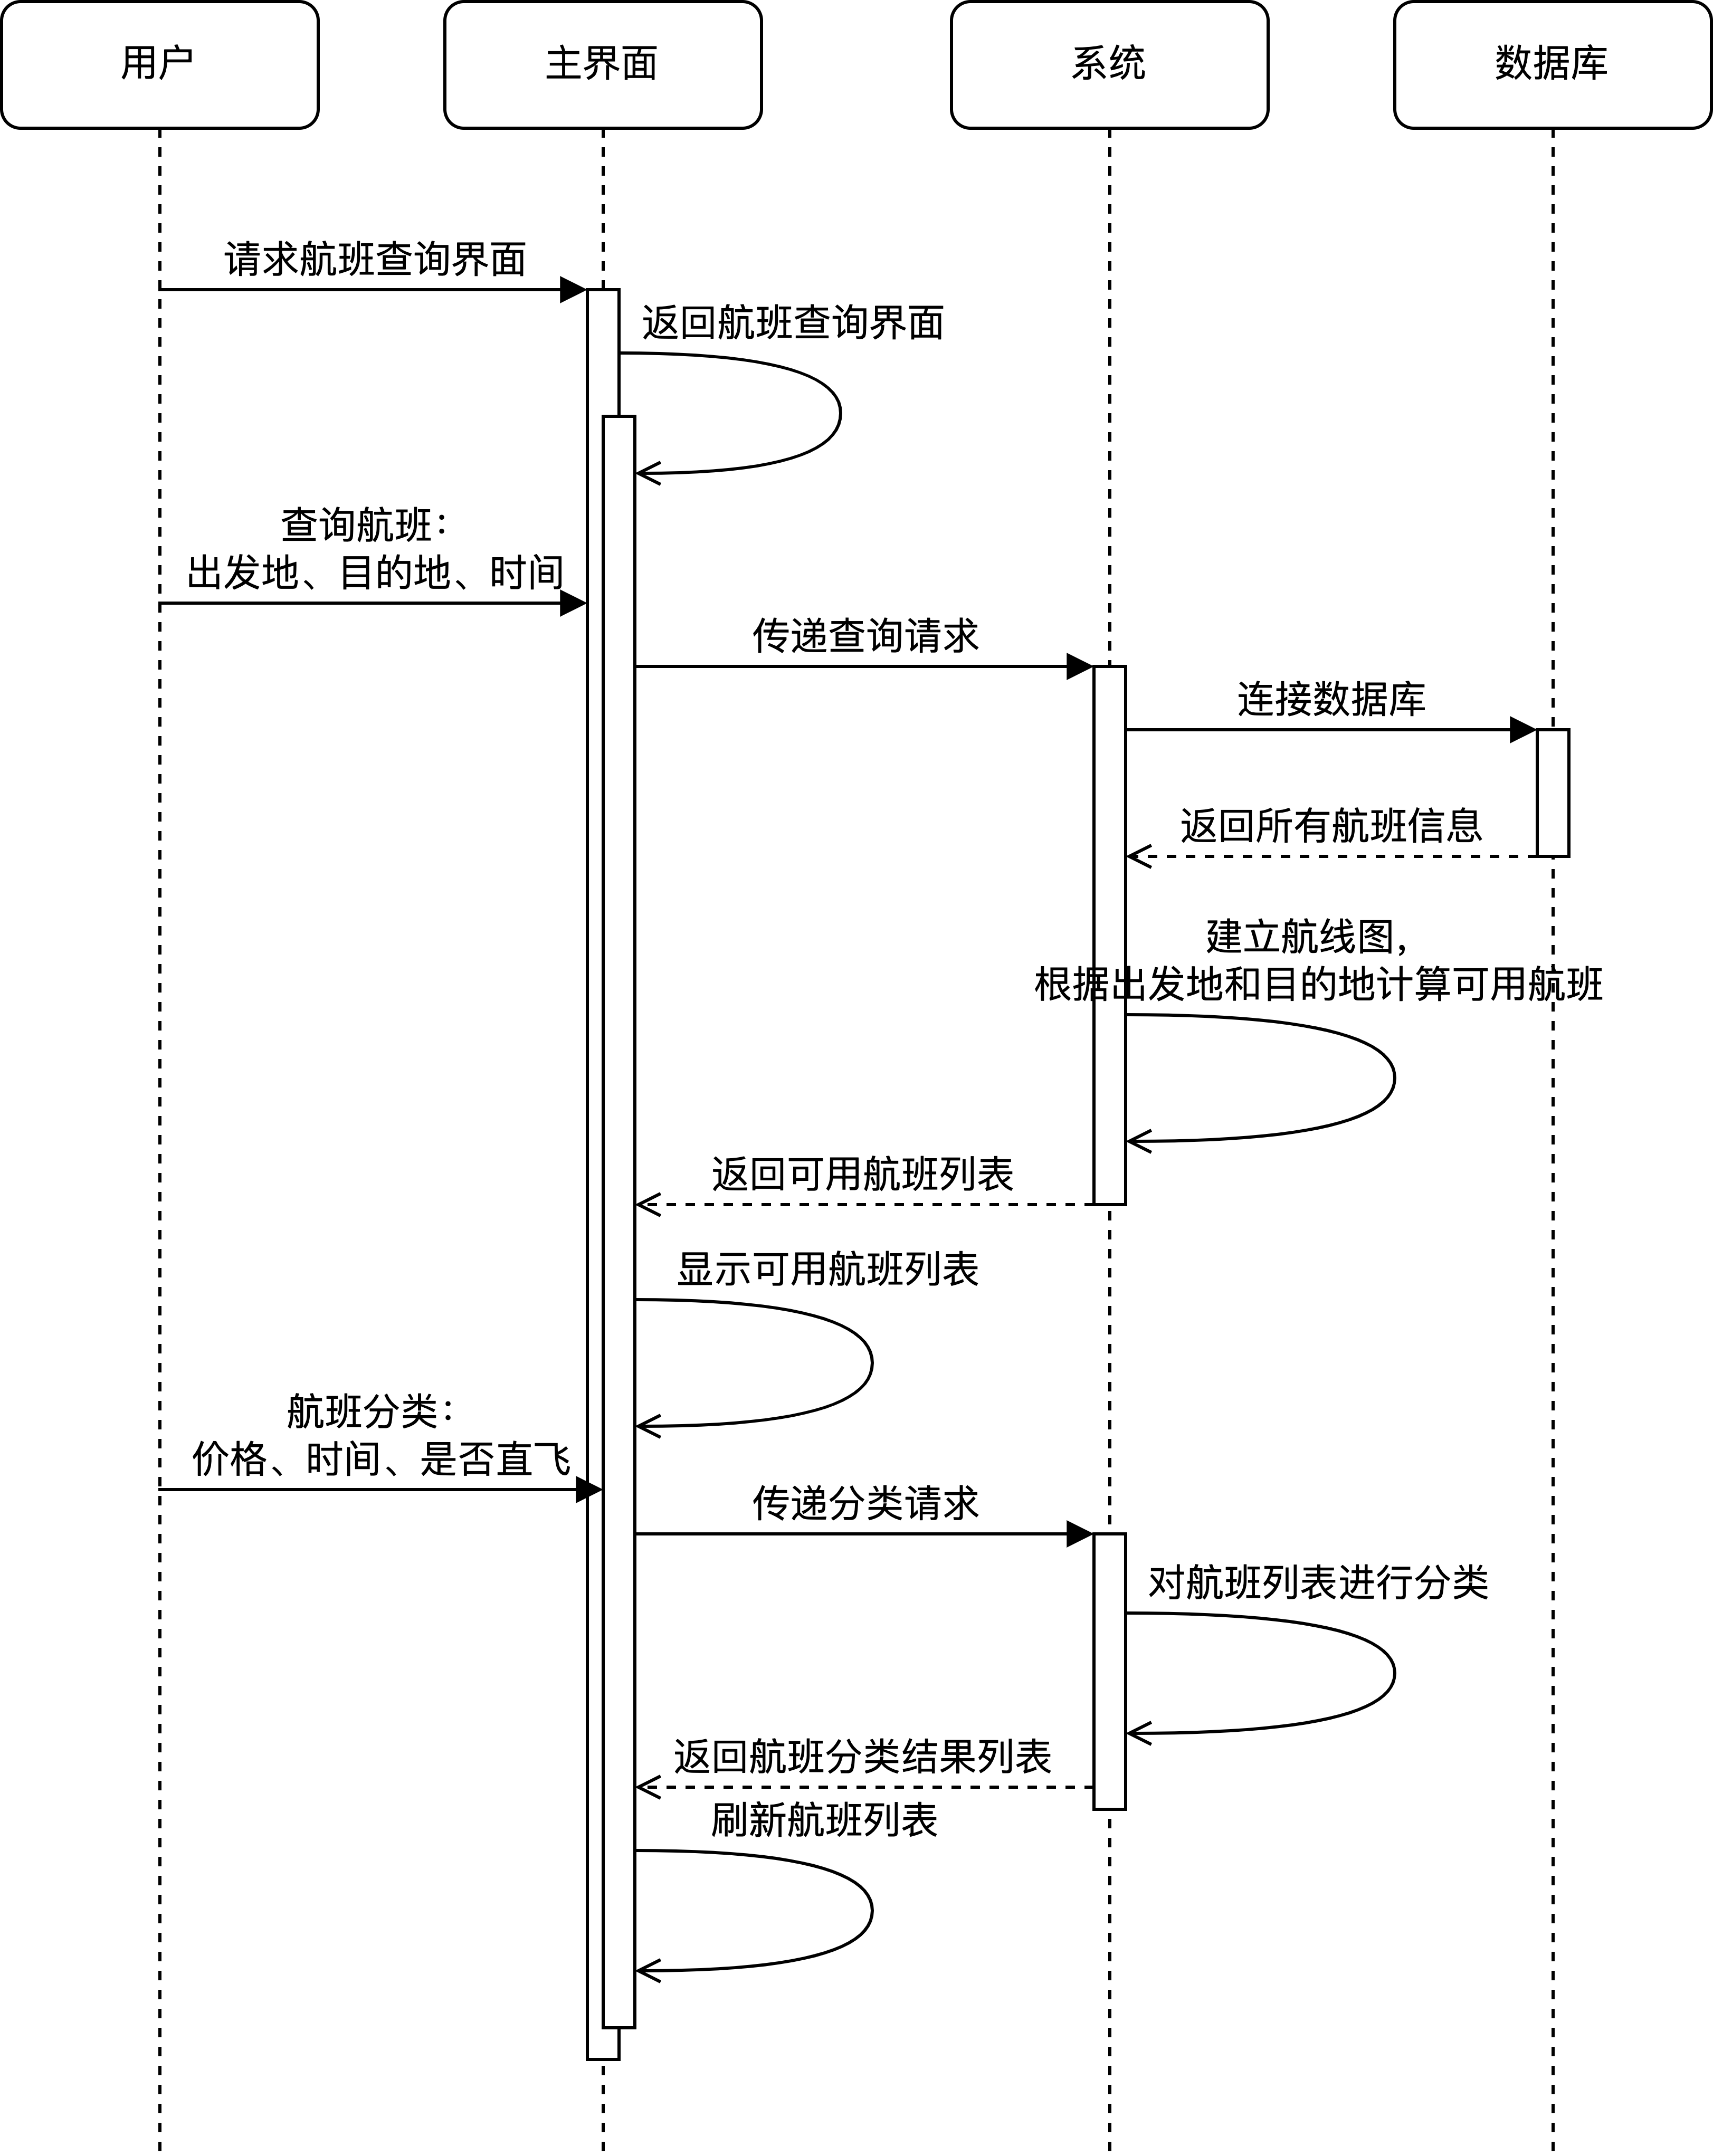 用户
主界面
系统
数据库
请求航班查询界面
返回航班查询界面
查询航班：
出发地、目的地、时间
传递查询请求
连接数据库
返回所有航班信息
建立航线图，
根据出发地和目的地计算可用航班
返回可用航班列表
显示可用航班列表
航班分类：
价格、时间、是否直飞
传递分类请求
对航班列表进行分类
返回航班分类结果列表
刷新航班列表